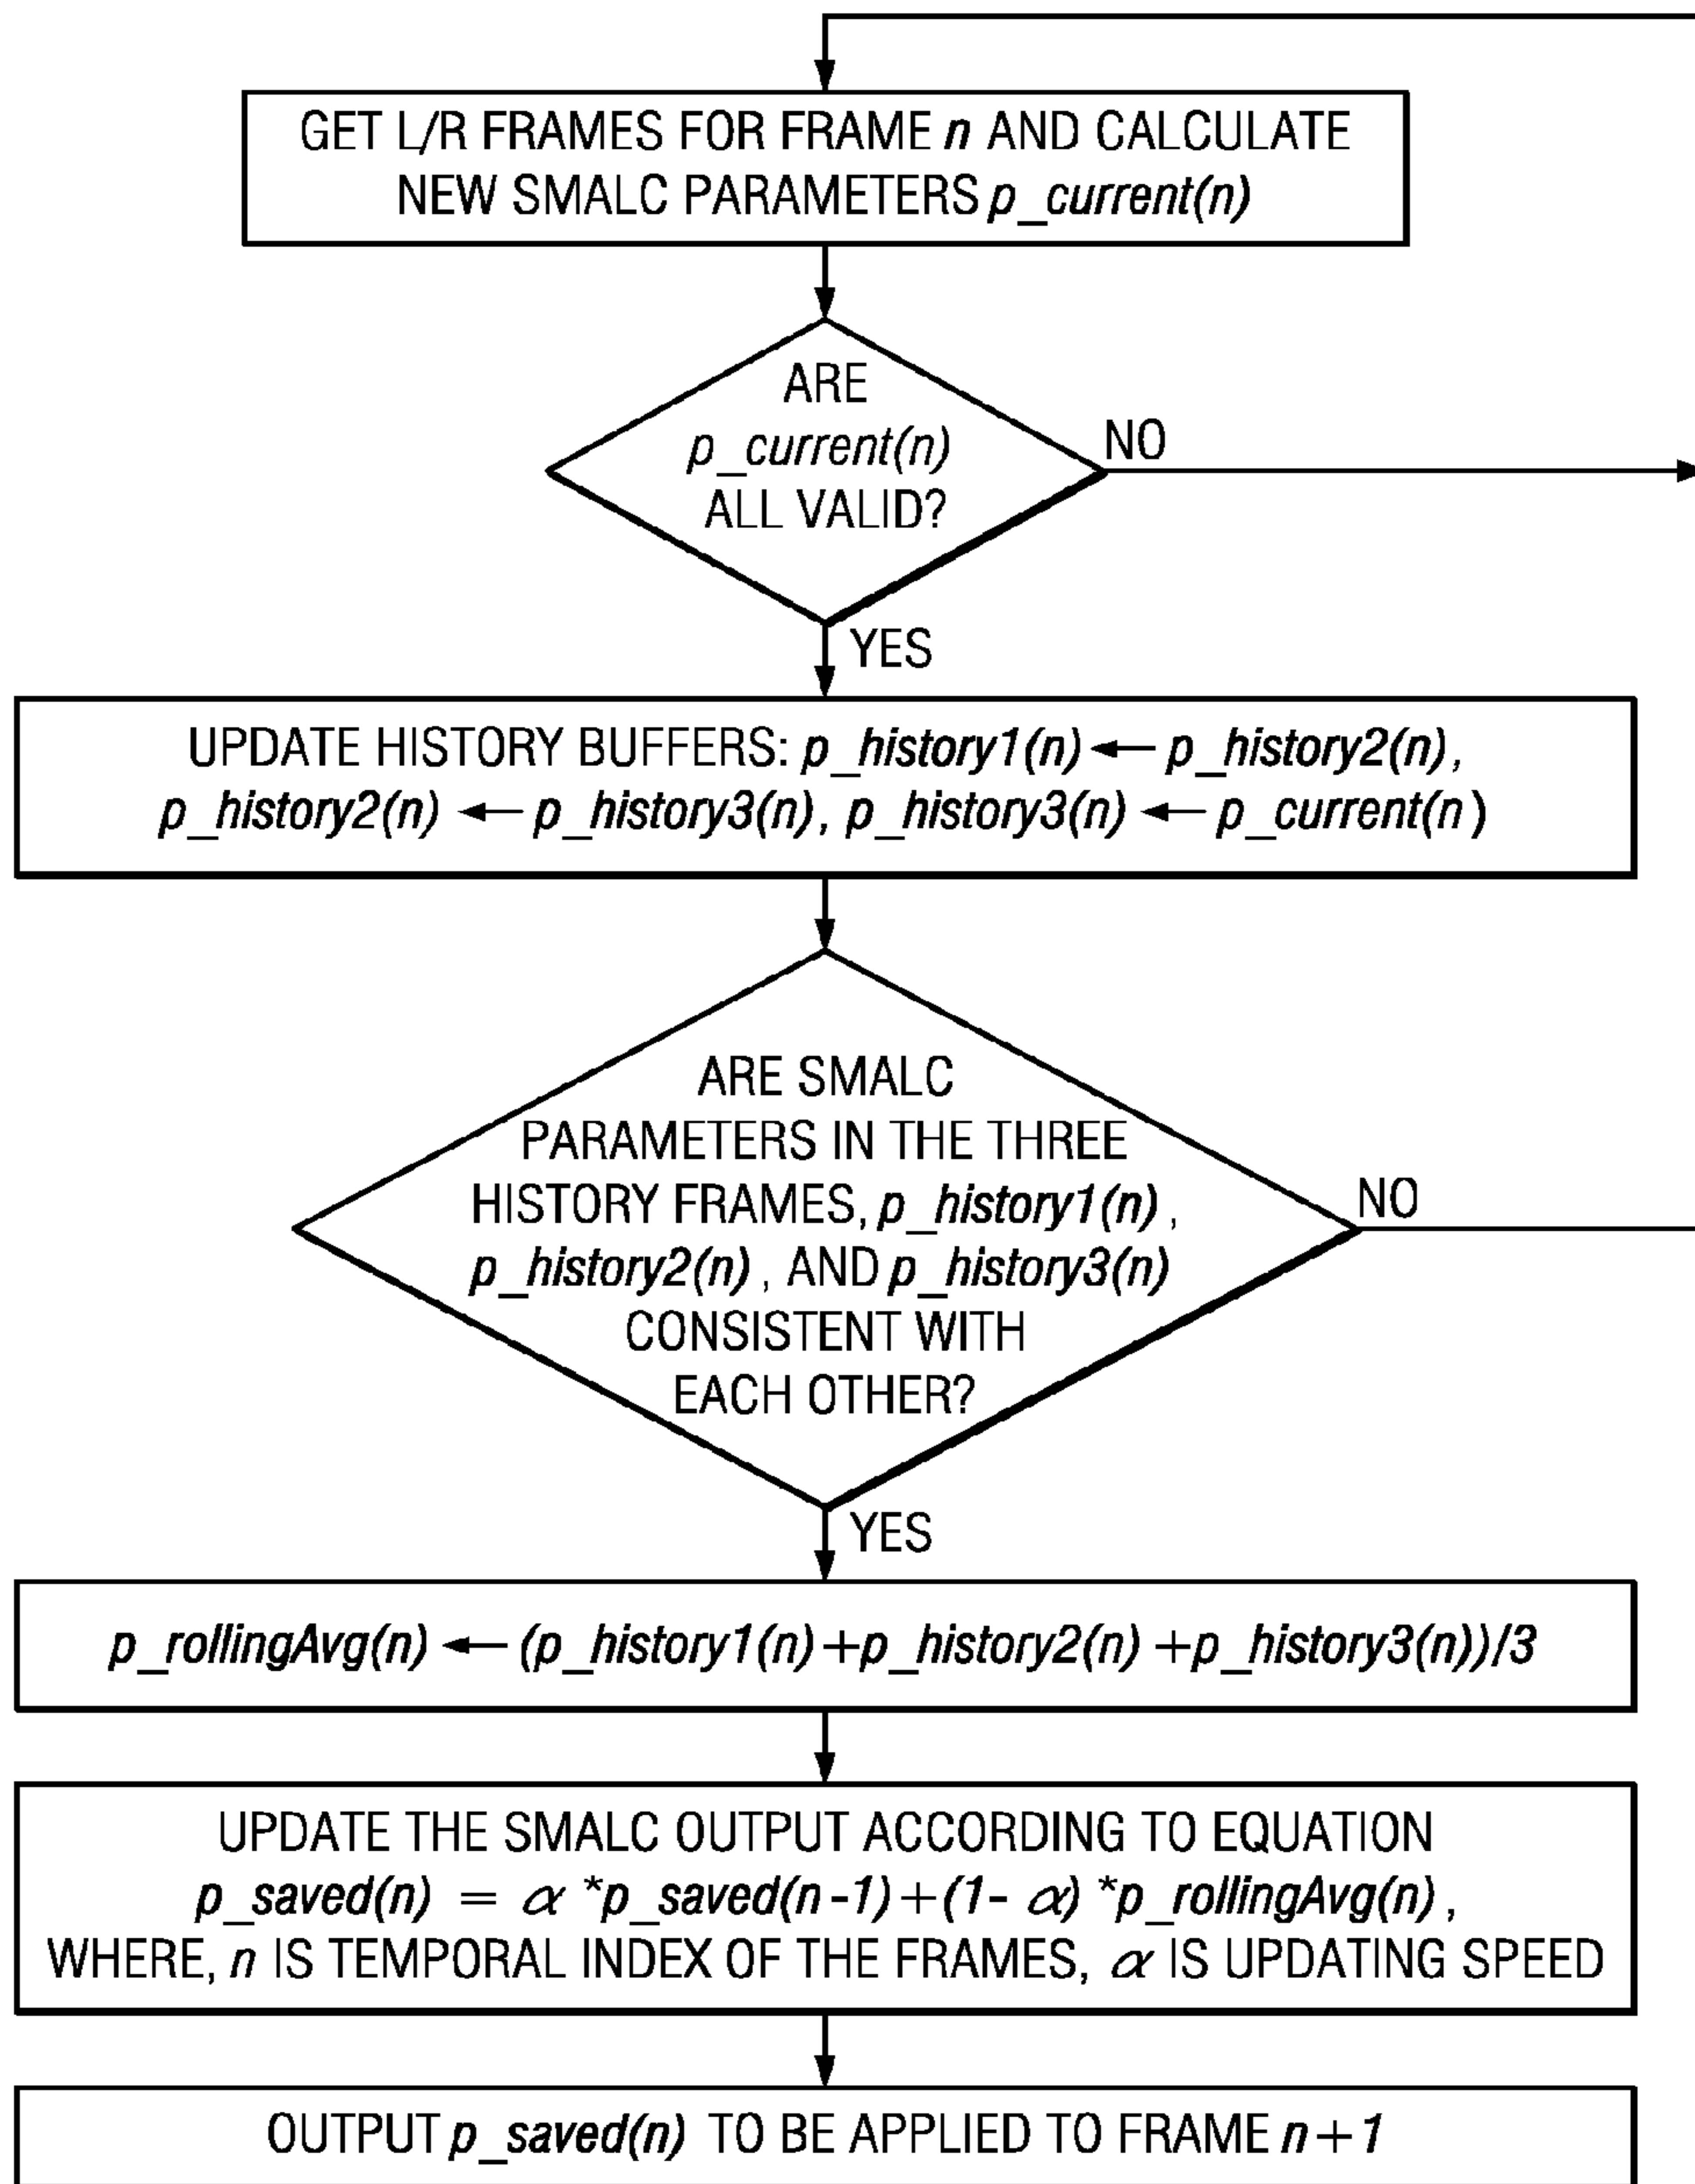 GET L/R FRAMES FOR FRAME n AND CALCULATE
NEW SMALC PARAMETERS p_current(n)
ARE
p_current(n)
ALL VALID?
NO
YES
UPDATE HISTORY BUFFERS: p_history1(n) ← p_history2(n),
p_history2(n) ← p_history3(n), p_history3(n) ← p_current(n)
ARE SMALC
PARAMETERS IN THE THREE
HISTORY FRAMES, p_history1(n),
p_history2(n), AND p_history3(n)
CONSISTENT WITH
EACH OTHER?
NO
YES
p_rollingAvg(n) ← (p_history1(n)+p_history2(n)+p_history3(n))/3
UPDATE THE SMALC OUTPUT ACCORDING TO EQUATION
p_saved(n) = α *p_saved(n-1)+(1- α) *p_rollingAvg(n),
WHERE, n IS TEMPORAL INDEX OF THE FRAMES, α IS UPDATING SPEED
OUTPUT p_saved(n) TO BE APPLIED TO FRAME n+1